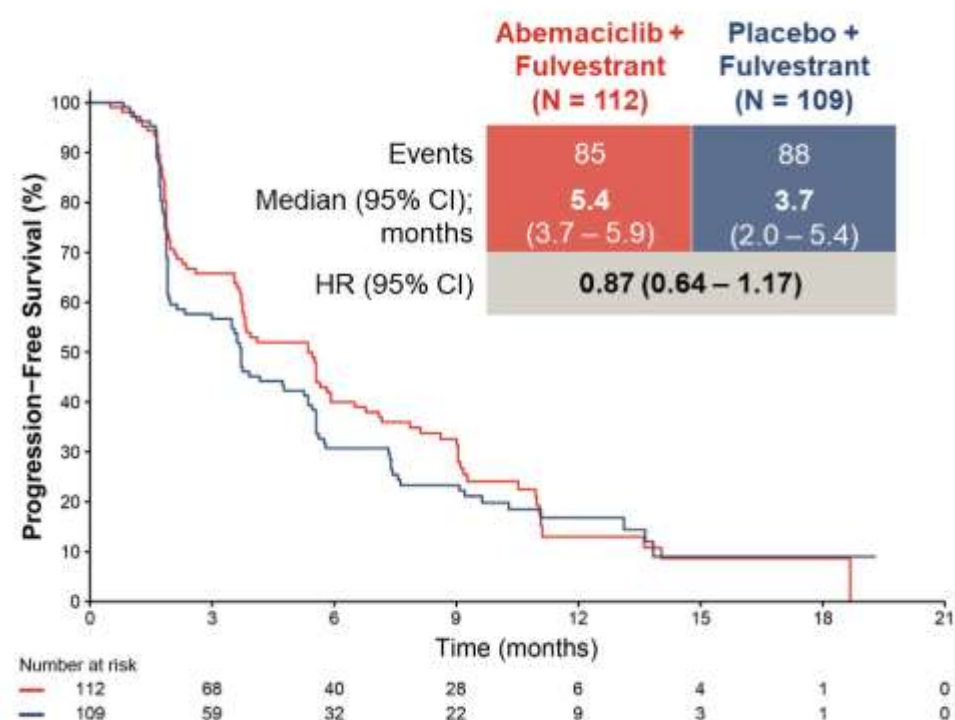 Abemaciclib + Placebo +
Fulvestrant Fulvestrant
(N = 112) (N = 109)
Events 85 88
Median (95% CI); 5.4 3.7
months (3.7 – 5.9) (2.0 – 5.4)
HR (95% CI) 0.87 (0.64 – 1.17)
Progression–Free Survival (%)
100
90
80
70
60
50
40
30
20
10
0
0 3 6 9 12 15 18 21
Time (months)
Number at risk
112 68 40 28 6 4 1 0
109 59 32 22 9 3 1 0